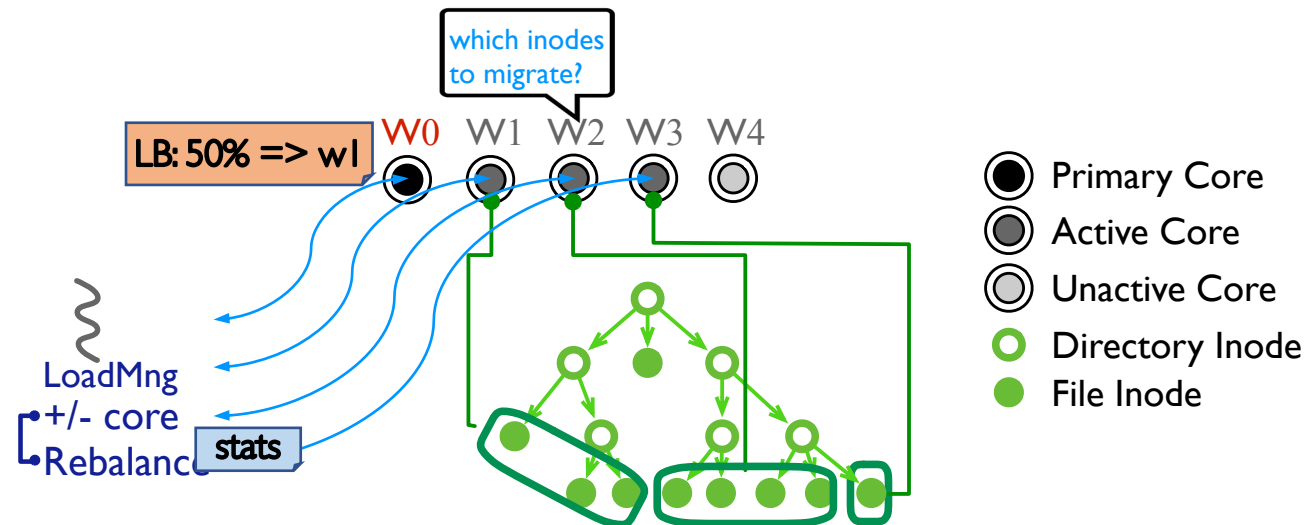 which inodes
to migrate?
LB: 50% => w1
W0 W1 W2 W3 W4
Primary Core
Active Core
Unactive Core
Directory Inode
File Inode
LoadMng
+/- core
Rebalance
stats